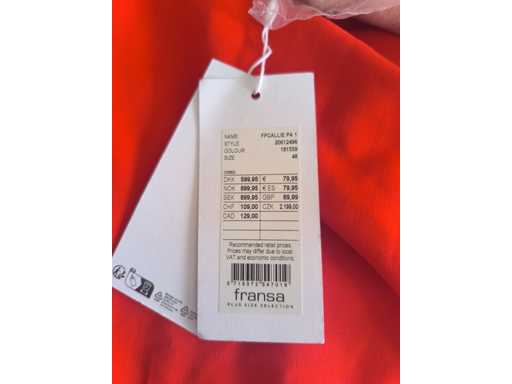 NAME: FPCALLIE PA 1
STYLE 20612496
COLOUR: 181559
SIZE 46
DKK 599,95 € 79,95
NOK 699,95 € ES 79,95
SEK 699,95 GBP 69,99
CHF 109,00 CZK 2.199,00
CAD 129,00
Recommended retail prices.
Prices may differ due to local
VAT and economic conditions.
fransa
PLUS SIZE SELECTION